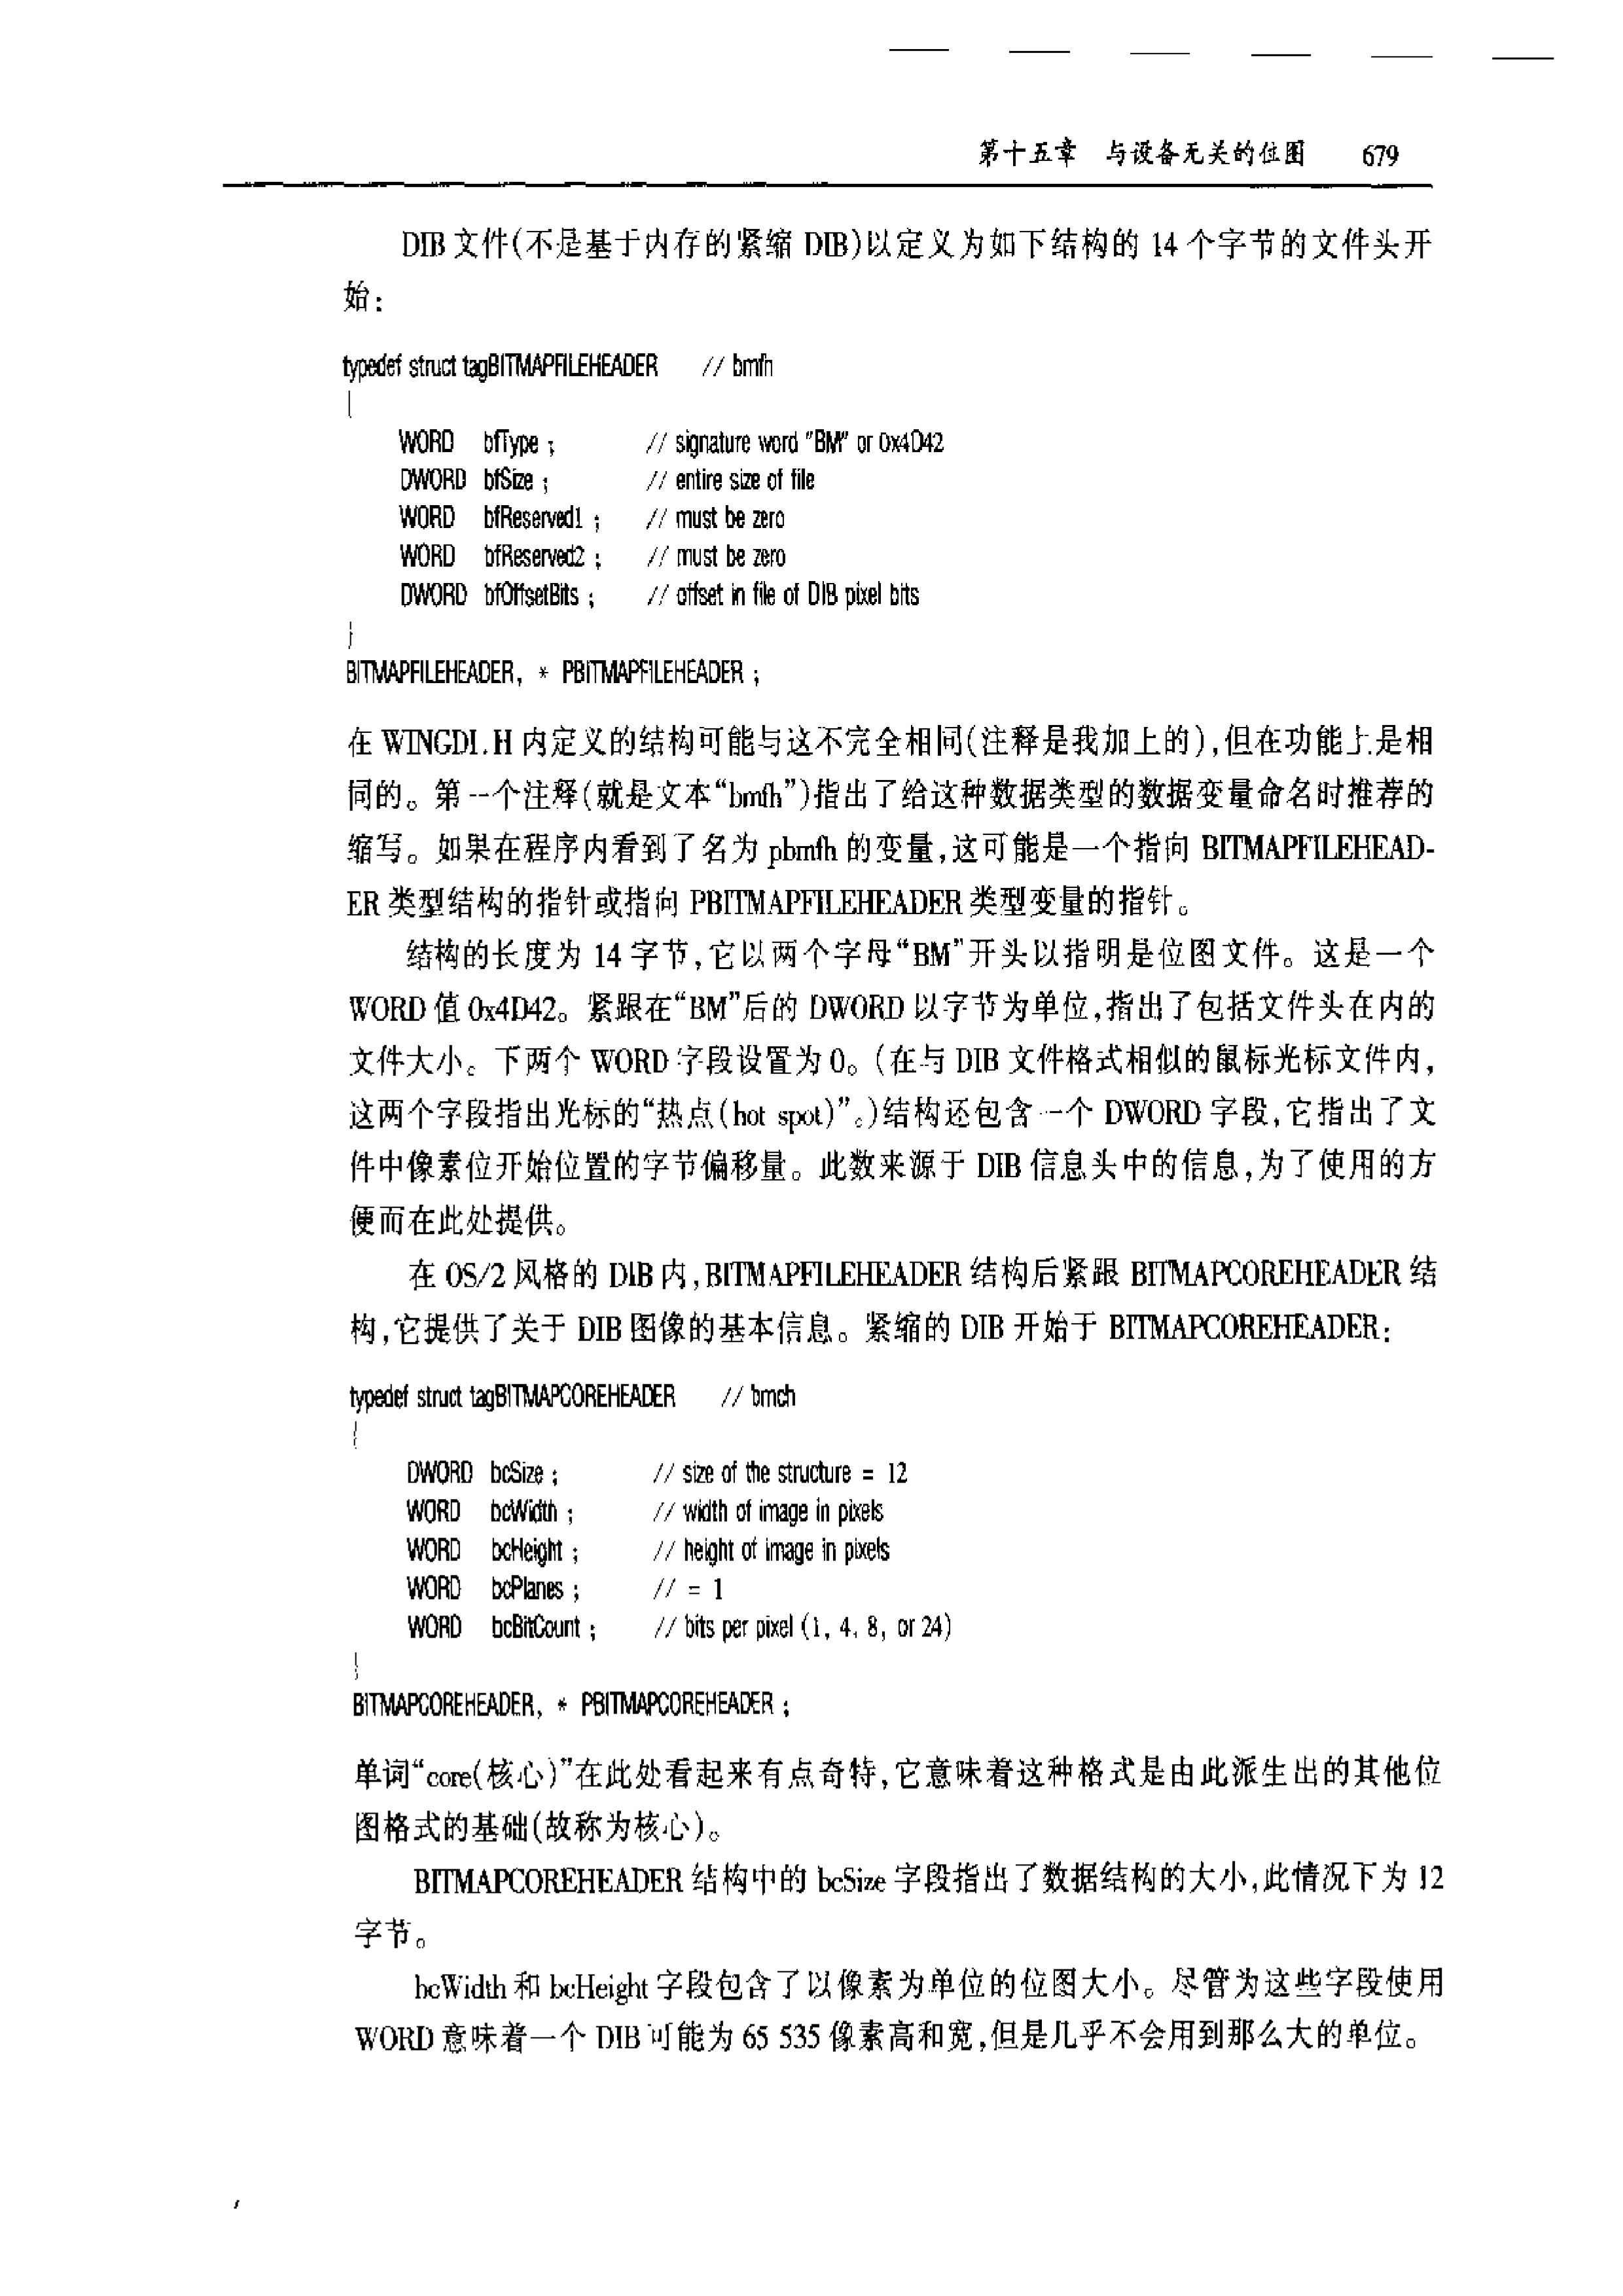 第十五章 与设备无关的位图 679
DIB 文件(不是基于内存的紧缩 DIB)以定义为如下结构的 14 个字节的文件头开
始:
typedef struct tagBITMAPFILEHEADER // bmfh
{
WORD bfType ; // signature word "BM" or 0x4D42
DWORD bfSize ; // entire size of file
WORD bfReserved1 ; // must be zero
WORD bfReserved2 ; // must be zero
DWORD bfOffsetBits ; // offset in file of DIB pixel bits
}
BITMAPFILEHEADER, * PBITMAPFILEHEADER ;
在 WINGDI.H 内定义的结构可能与这不完全相同(注释是我加上的),但在功能上是相
同的。第一个注释(就是文本“bmfh”)指出了给这种数据类型的数据变量命名时推荐的
缩写。如果在程序内看到了名为 pbmfh 的变量,这可能是一个指向 BITMAPFILEHEAD-
ER 类型结构的指针或指向 PBITMAPFILEHEADER 类型变量的指针。
结构的长度为 14 字节,它以两个字母“BM”开头以指明是位图文件。这是一个
WORD 值 0x4D42。紧跟在“BM”后的 DWORD 以字节为单位,指出了包括文件头在内的
文件大小。下两个 WORD 字段设置为 0。(在与 DIB 文件格式相似的鼠标光标文件内,
这两个字段指出光标的“热点(hot spot)”。)结构还包含一个 DWORD 字段,它指出了文
件中像素位开始位置的字节偏移量。此数来源于 DIB 信息头中的信息,为了使用的方
便而在此处提供。
在 OS/2 风格的 DIB 内,BITMAPFILEHEADER 结构后紧跟 BITMAPCOREHEADER 结
构,它提供了关于 DIB 图像的基本信息。紧缩的 DIB 开始于 BITMAPCOREHEADER:
typedef struct tagBITMAPCOREHEADER // bmch
{
DWORD bcSize ; // size of the structure = 12
WORD bcWidth ; // width of image in pixels
WORD bcHeight ; // height of image in pixels
WORD bcPlanes ; // = 1
WORD bcBitCount ; // bits per pixel (1, 4, 8, or 24)
}
BITMAPCOREHEADER, * PBITMAPCOREHEADER ;
单词“core(核心)”在此处看起来有点奇特,它意味着这种格式是由此派生出的其他位
图格式的基础(故称为核心)。
BITMAPCOREHEADER 结构中的 bcSize 字段指出了数据结构的大小,此情况下为 12
字节。
bcWidth 和 bcHeight 字段包含了以像素为单位的位图大小。尽管为这些字段使用
WORD 意味着一个 DIB 可能为 65 535 像素高和宽,但是几乎不会用到那么大的单位。